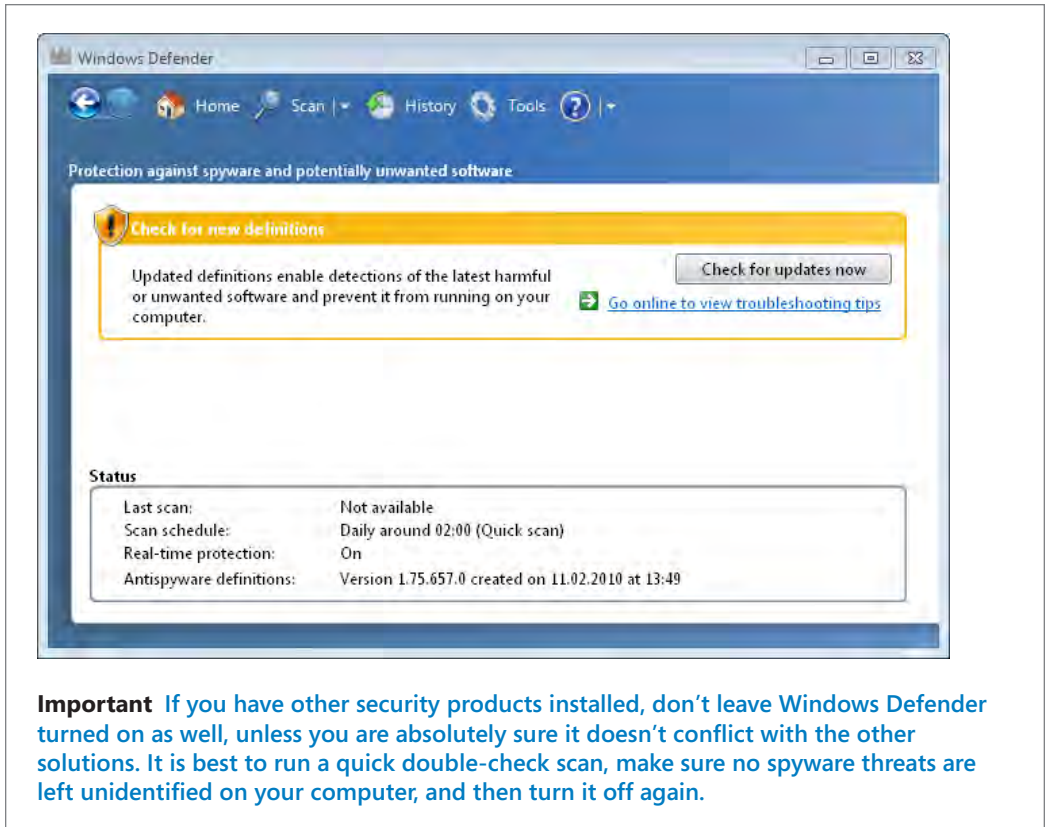 Windows Defender
Home Scan History Tools ?
Protection against spyware and potentially unwanted software
Check for new definitions
Updated definitions enable detections of the latest harmful
or unwanted software and prevent it from running on your
computer.
Check for updates now
Go online to view troubleshooting tips
Status
Last scan: Not available
Scan schedule: Daily around 02:00 (Quick scan)
Real-time protection: On
Antispyware definitions: Version 1.75.657.0 created on 11.02.2010 at 13:49
Important If you have other security products installed, don’t leave Windows Defender
turned on as well, unless you are absolutely sure it doesn’t conflict with the other
solutions. It is best to run a quick double-check scan, make sure no spyware threats are
left unidentified on your computer, and then turn it off again.